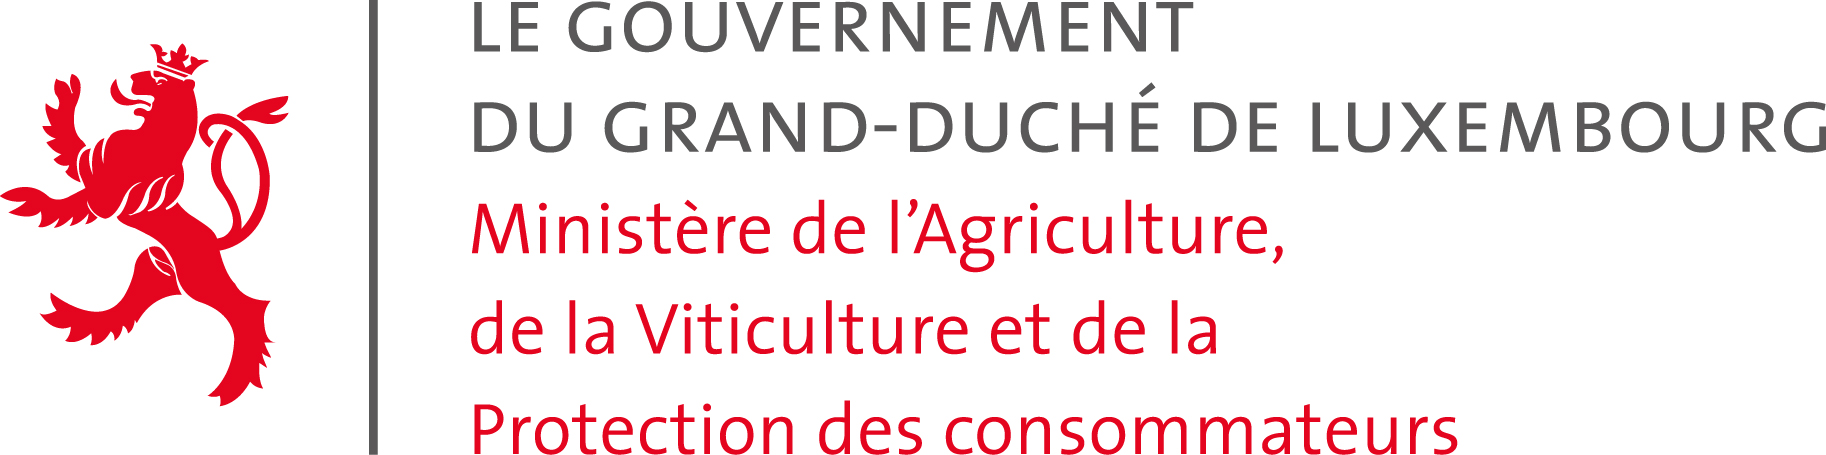 LE GOUVERNEMENT
DU GRAND-DUCHÉ DE LUXEMBOURG
Ministère de l’Agriculture,
de la Viticulture et de la
Protection des consommateurs